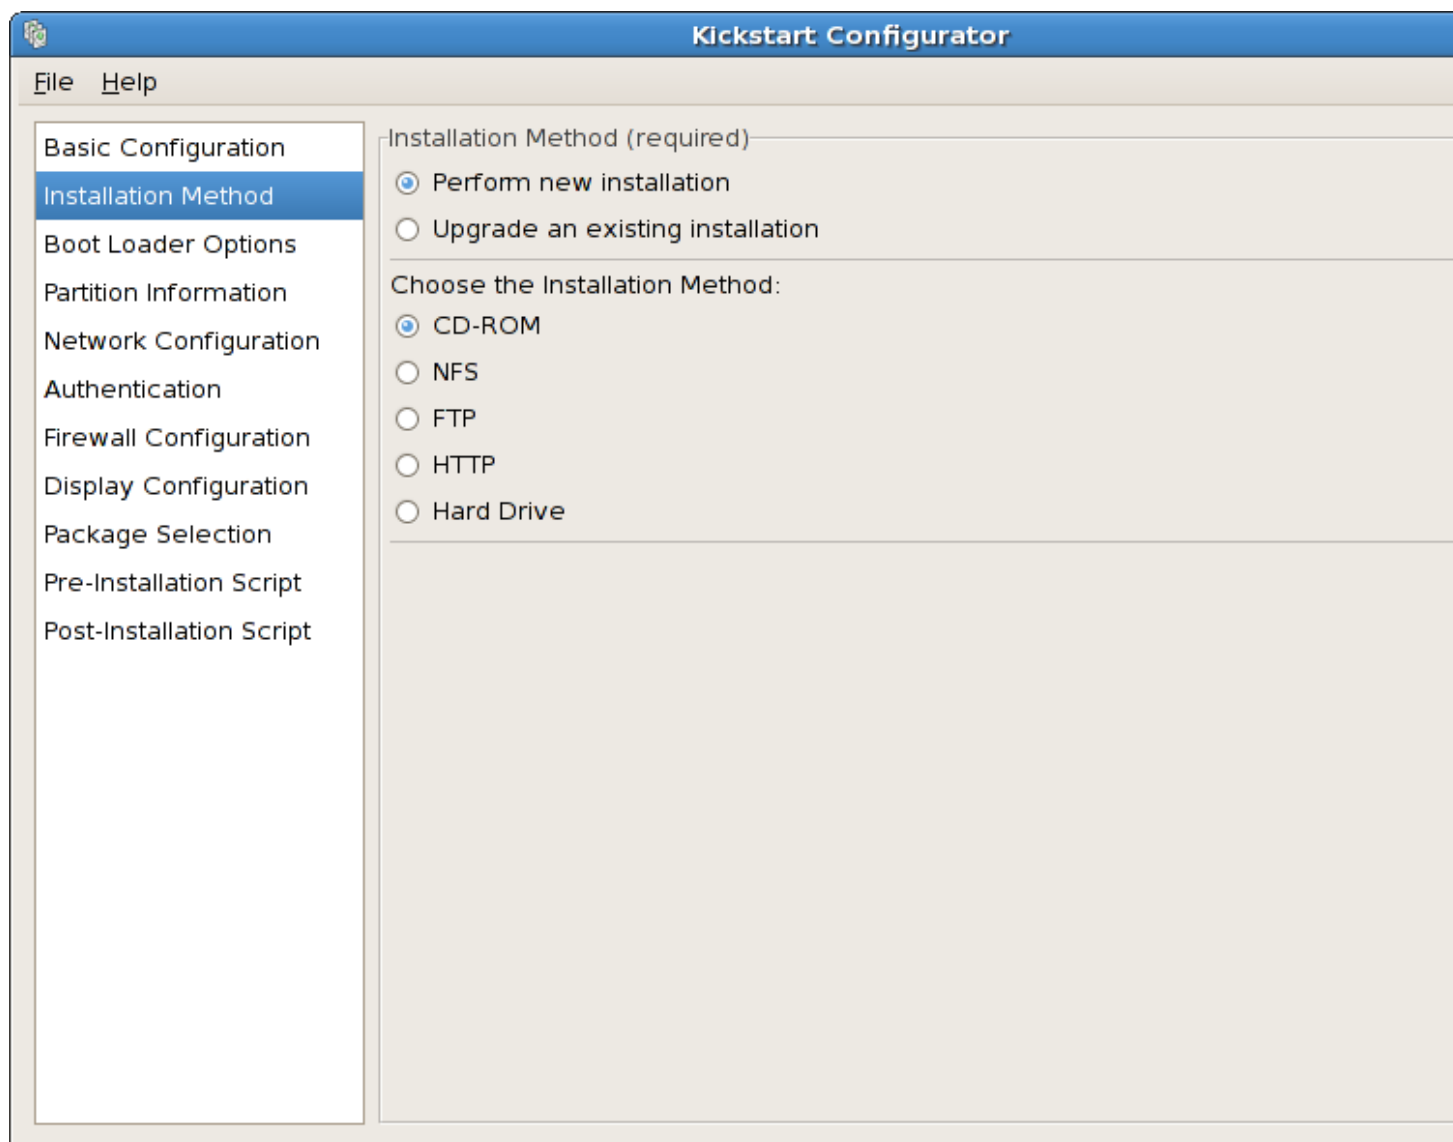 Kickstart Configurator
File Help
Basic Configuration
Installation Method
Boot Loader Options
Partition Information
Network Configuration
Authentication
Firewall Configuration
Display Configuration
Package Selection
Pre-Installation Script
Post-Installation Script
Installation Method (required)
Perform new installation
Upgrade an existing installation
Choose the Installation Method:
CD-ROM
NFS
FTP
HTTP
Hard Drive